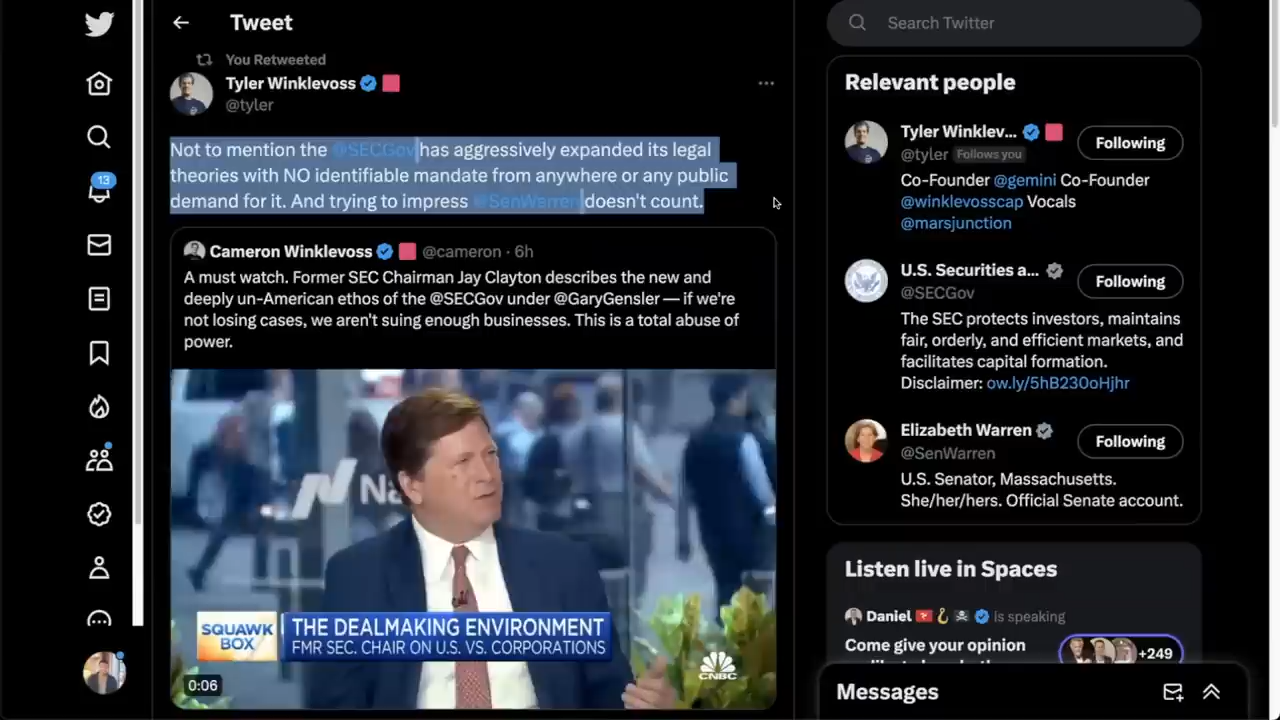 Tweet
Search Twitter
You Retweeted
Tyler Winklevoss
@tyler
Not to mention the @SECGov has aggressively expanded its legal
theories with NO identifiable mandate from anywhere or any public
demand for it. And trying to impress @SenWarren doesn't count.
Cameron Winklevoss @cameron · 6h
A must watch. Former SEC Chairman Jay Clayton describes the new and
deeply un-American ethos of the @SECGov under @GaryGensler — if we're
not losing cases, we aren't suing enough businesses. This is a total abuse of
power.
Na
SQUAWK
BOX
THE DEALMAKING ENVIRONMENT
FMR SEC. CHAIR ON U.S. VS. CORPORATIONS
CNBC
0:06
13
Relevant people
Tyler Winklev...
@tyler Follows you
Following
Co-Founder @gemini Co-Founder
@winklevosscap Vocals
@marsjunction
U.S. Securities a...
@SECGov
Following
The SEC protects investors, maintains
fair, orderly, and efficient markets, and
facilitates capital formation.
Disclaimer: ow.ly/5hB230oHjhr
Elizabeth Warren
@SenWarren
Following
U.S. Senator, Massachusetts.
She/her/hers. Official Senate account.
Listen live in Spaces
Daniel is speaking
Come give your opinion
+249
Messages